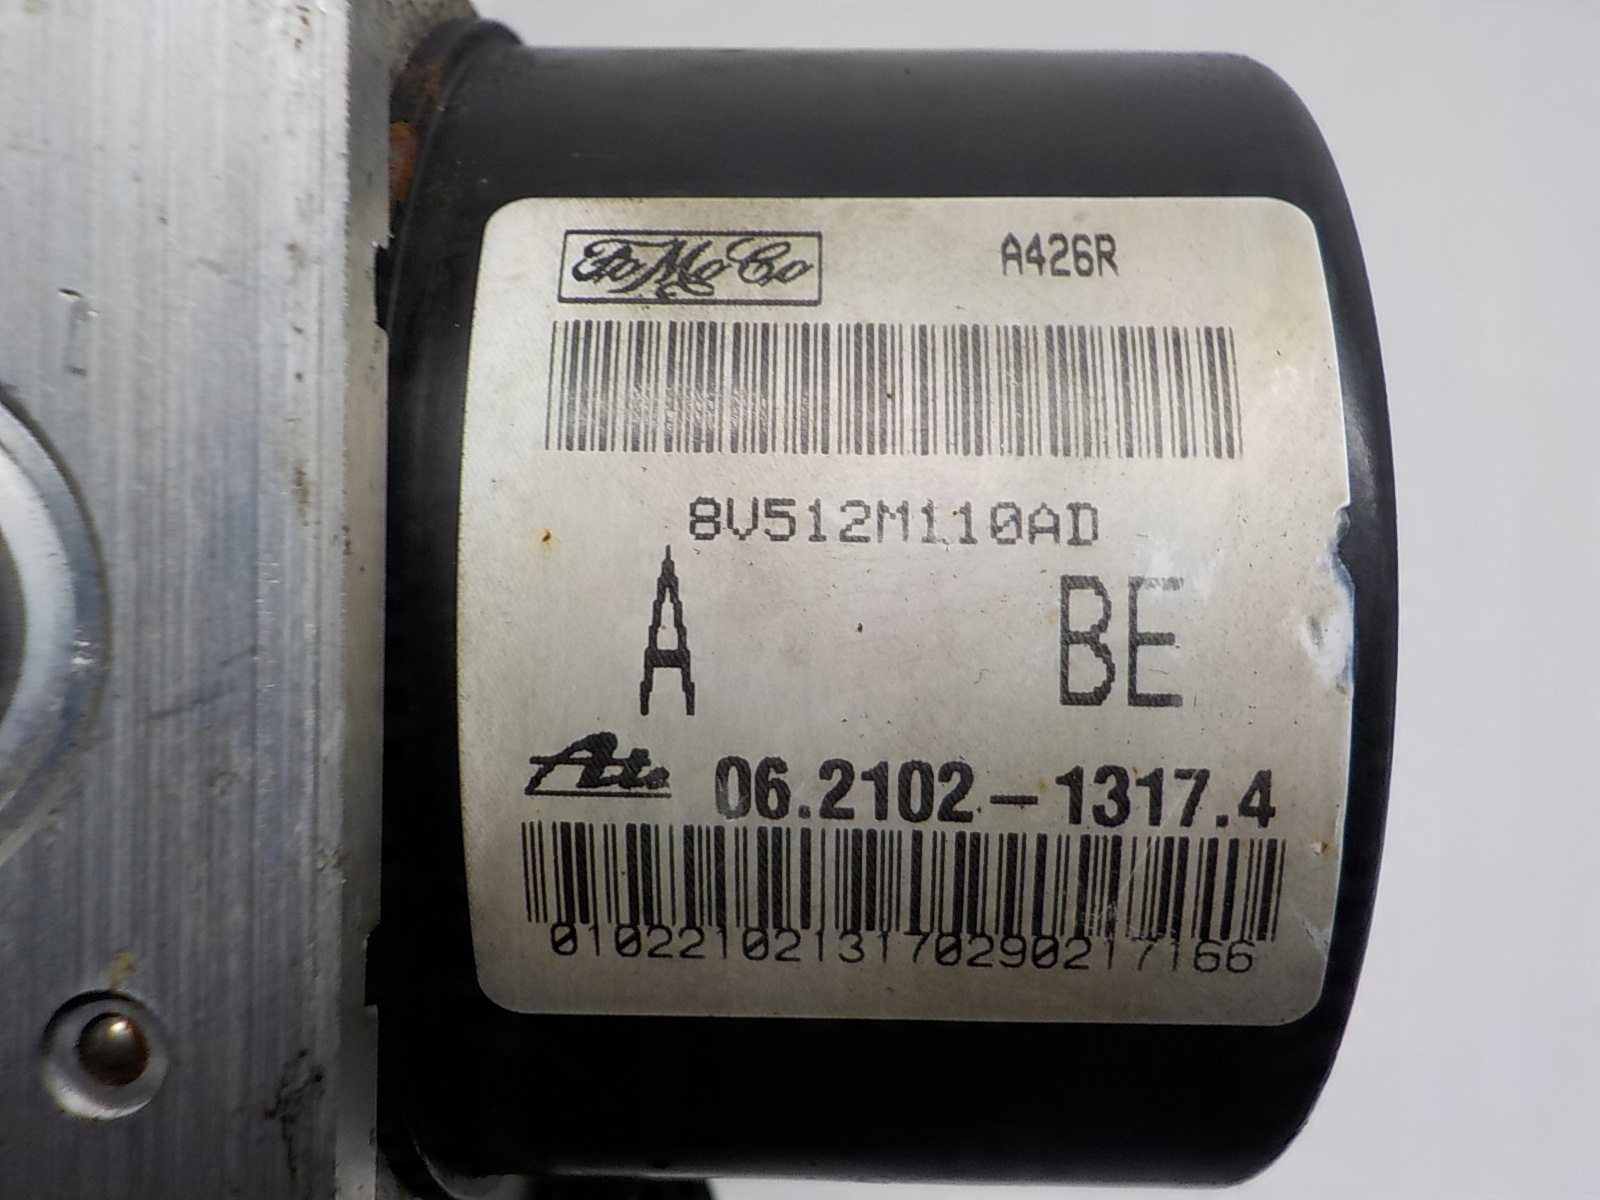 FoMoCo
A426R
8V512M110AD
A BE
Ate 06.2102-1317.4
0102210213170290217166